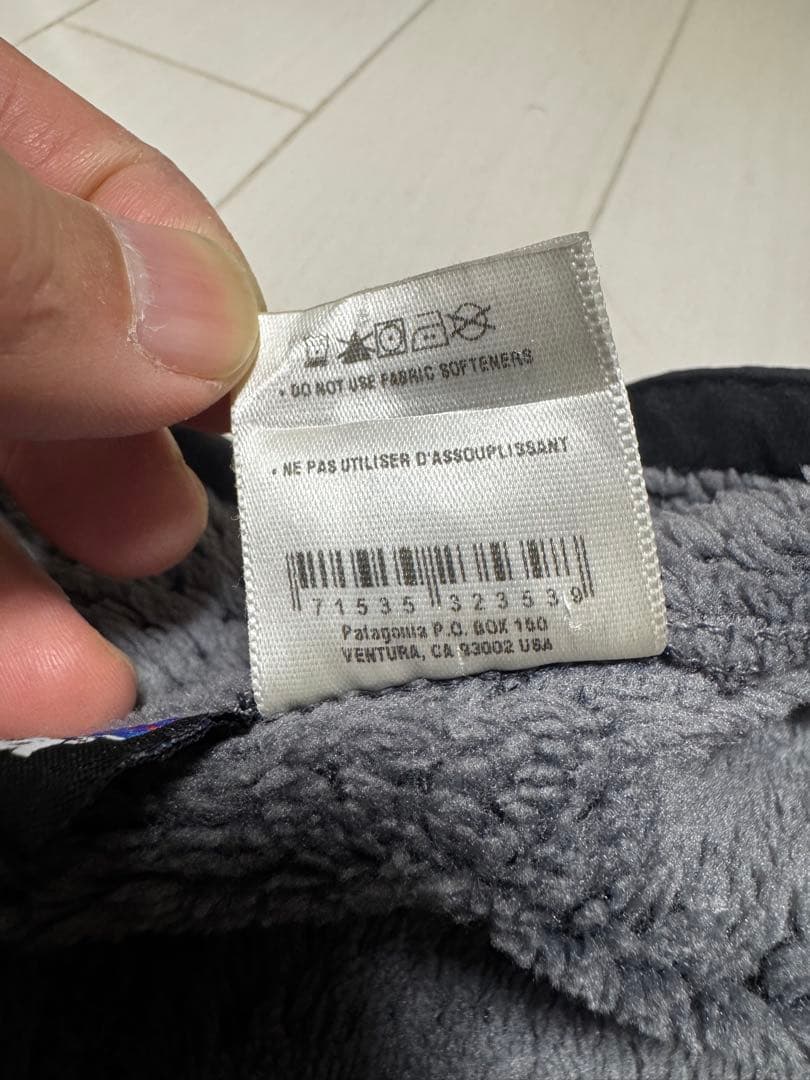 • DO NOT USE FABRIC SOFTENERS
• NE PAS UTILISER D'ASSOUPLISSANT
71535 32353 9
Patagonia P.O. BOX 150
VENTURA, CA 93002 USA